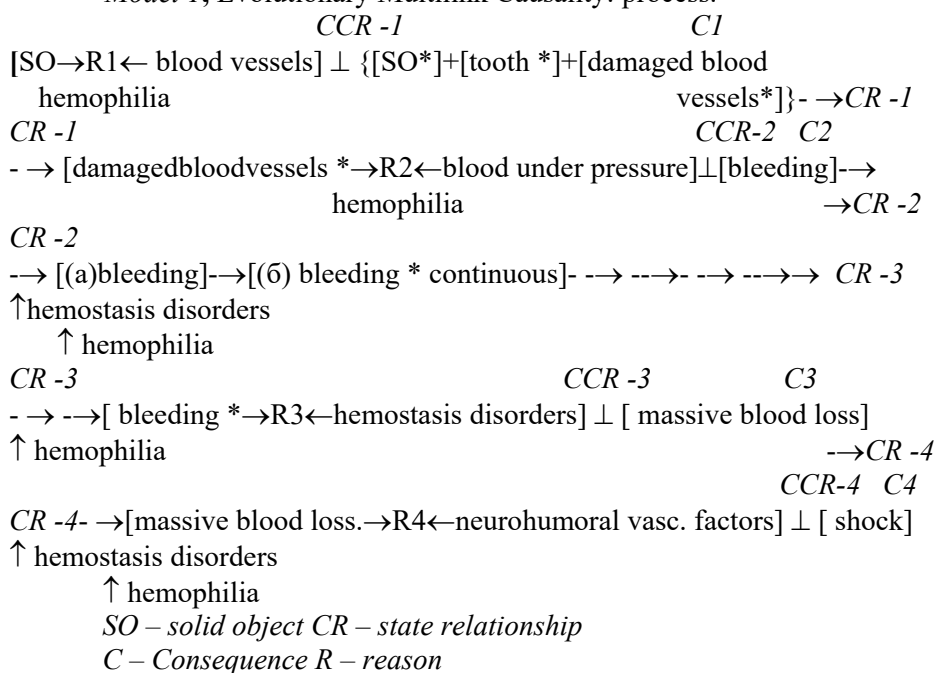 Model 1, Evolutionary Multilink Causality: process.
CCR -1 C1
[SO→R1← blood vessels] ⊥ {[SO*]+[tooth *]+[damaged blood
hemophilia vessels*]}- →CR -1
CR -1 CCR-2 C2
- → [damagedbloodvessels *→R2←blood under pressure]⊥[bleeding]-→
hemophilia →CR -2
CR -2
-→ [(a)bleeding]-→[(б) bleeding * continuous]- -→ --→- -→ --→→ CR -3
↑hemostasis disorders
↑ hemophilia
CR -3 CCR -3 C3
- → -→[ bleeding *→R3←hemostasis disorders] ⊥ [ massive blood loss]
↑ hemophilia -→CR -4
CCR-4 C4
CR -4- →[massive blood loss.→R4←neurohumoral vasc. factors] ⊥ [ shock]
↑ hemostasis disorders
↑ hemophilia
SO – solid object CR – state relationship
C – Consequence R – reason